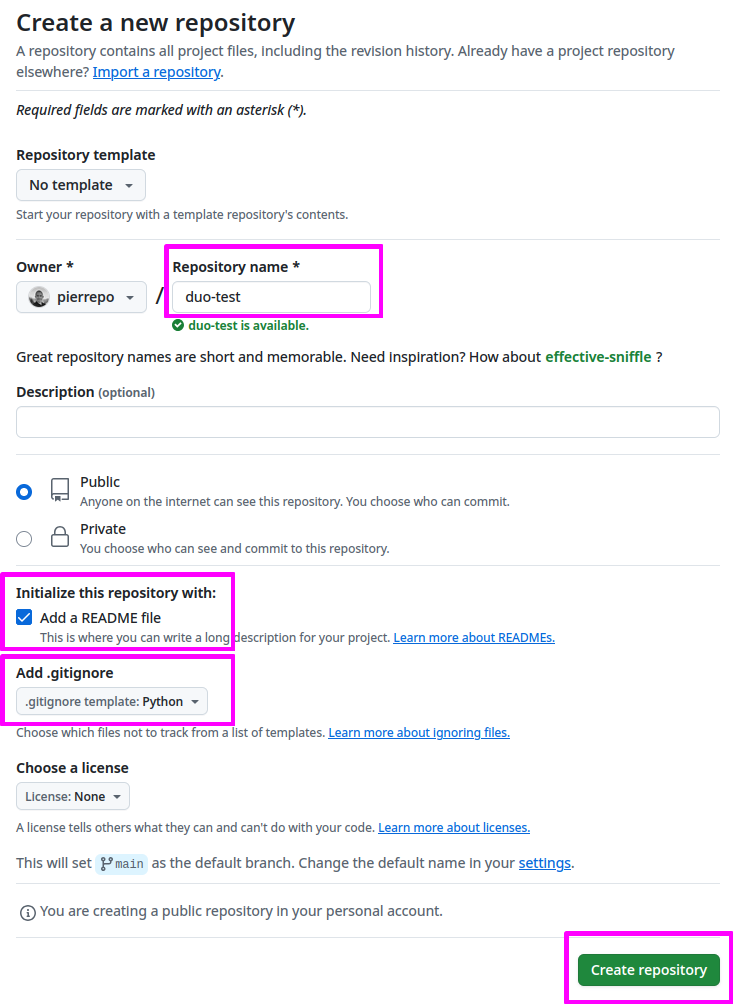 Create a new repository
A repository contains all project files, including the revision history. Already have a project repository
elsewhere? Import a repository.
Required fields are marked with an asterisk (*).
Repository template
No template
Start your repository with a template repository's contents.
Owner *
Repository name *
pierrepo
/
duo-test
duo-test is available.
Great repository names are short and memorable. Need inspiration? How about effective-sniffle ?
Description (optional)
Public
Anyone on the internet can see this repository. You choose who can commit.
Private
You choose who can see and commit to this repository.
Initialize this repository with:
Add a README file
This is where you can write a long description for your project. Learn more about READMEs.
Add .gitignore
.gitignore template: Python
Choose which files not to track from a list of templates. Learn more about ignoring files.
Choose a license
License: None
A license tells others what they can and can't do with your code. Learn more about licenses.
This will set main as the default branch. Change the default name in your settings.
You are creating a public repository in your personal account.
Create repository